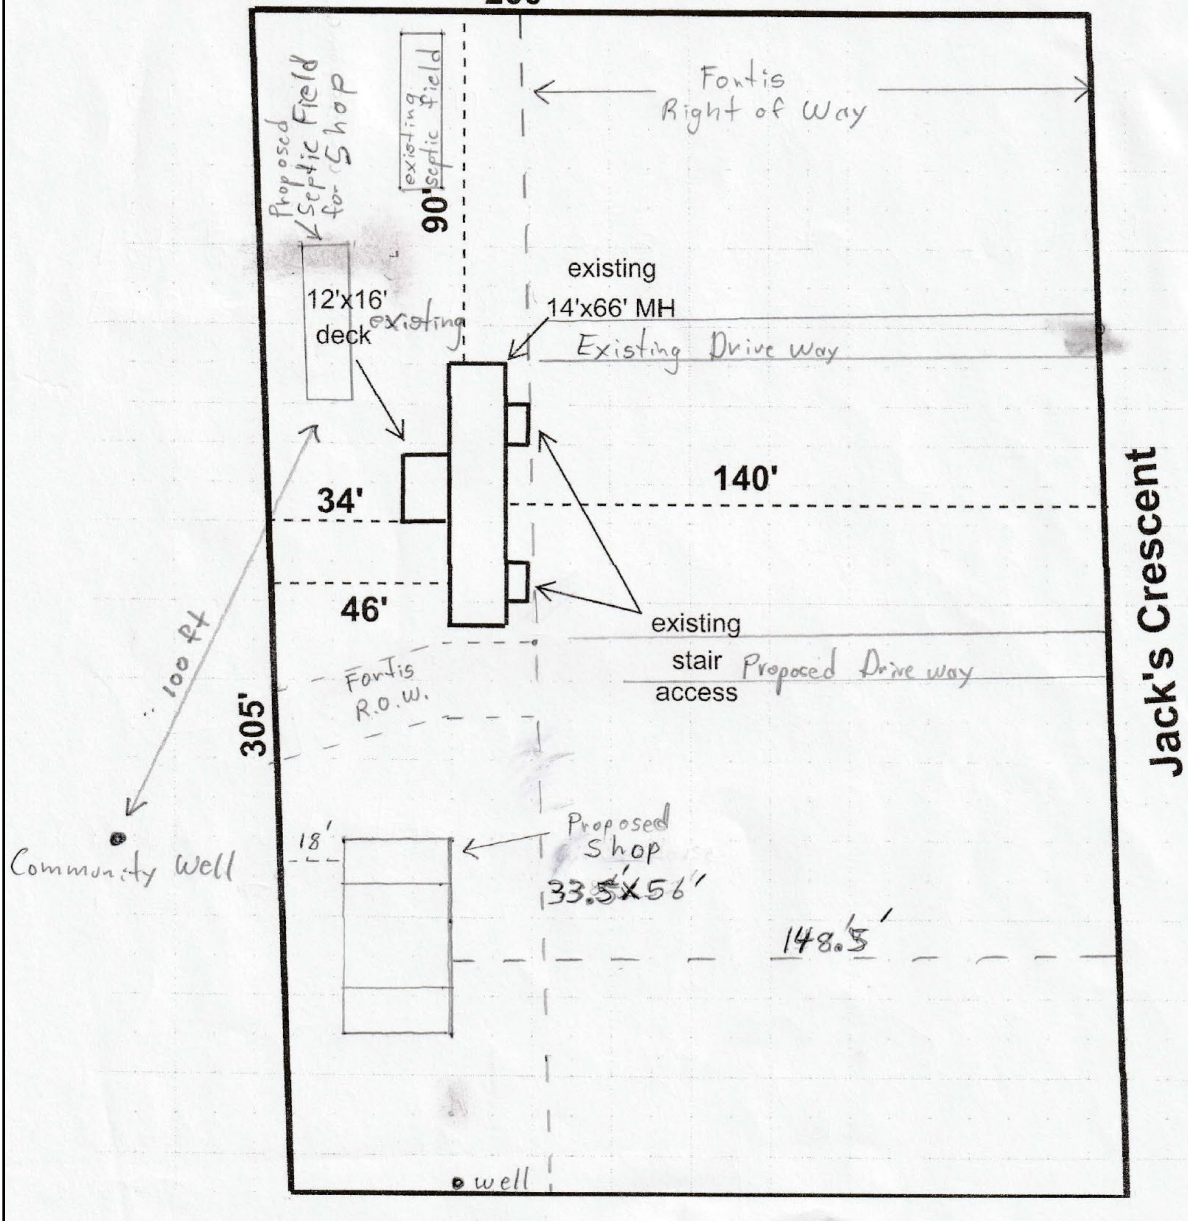 Fortis
Right of Way
Proposed
Septic Field
for Shop
existing
septic field
90'
existing
14'x66' MH
12'x16'
deck
existing
Existing Drive way
140'
34'
46'
Jack's Crescent
existing
stair
access
Proposed Drive way
100 ft
Fortis
R.O.W.
305'
Community Well
18'
Proposed
Shop
33.5'x56'
148.5'
well